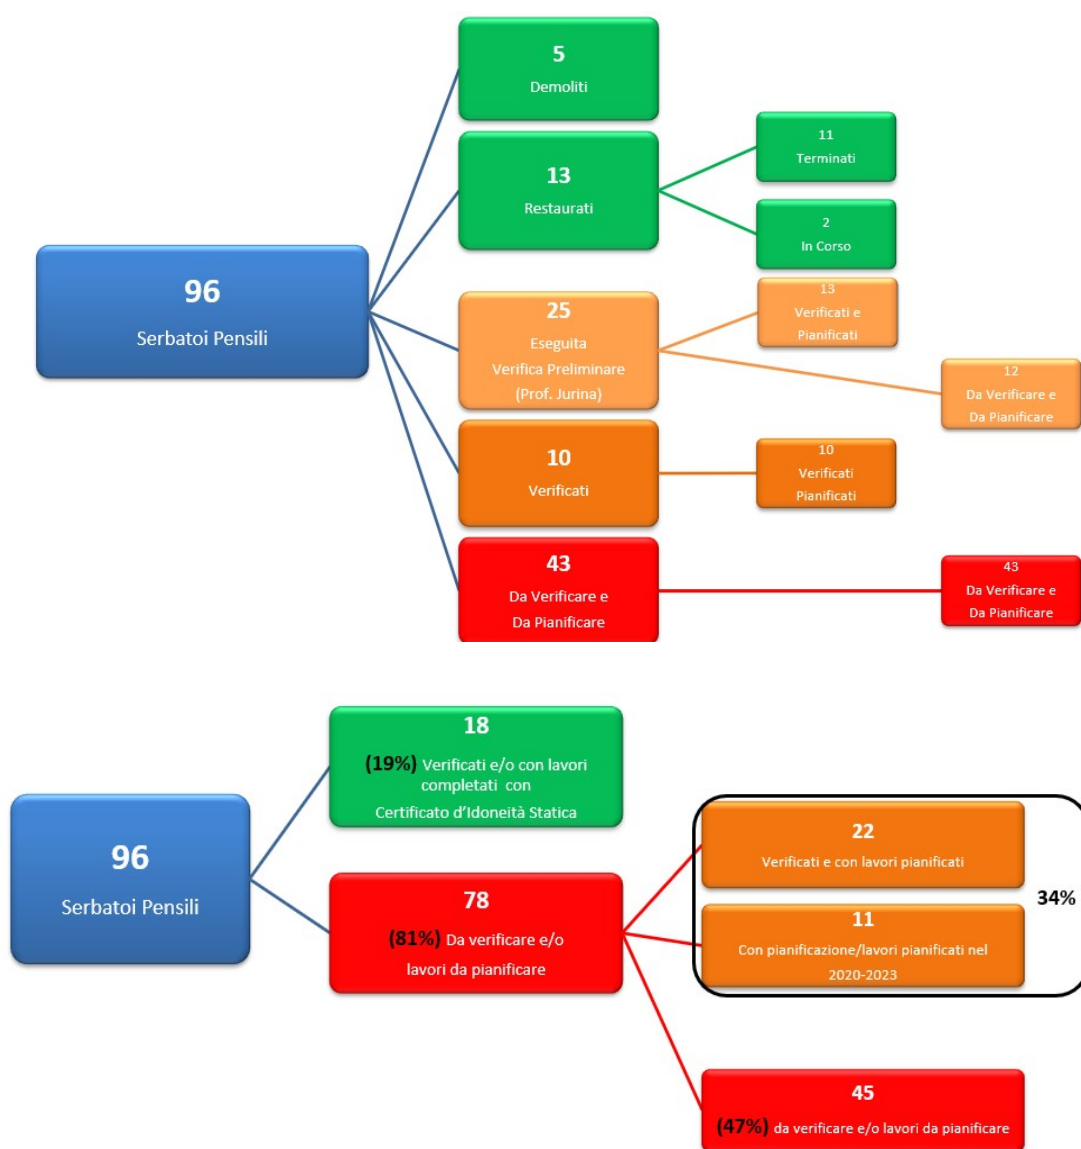 5
Demoliti
13
Restaurati
11
Terminati
2
In Corso
96
Serbatoi Pensili
25
Eseguita
Verifica Preliminare
(Prof. Jurina)
13
Verificati e
Pianificati
12
Da Verificare e
Da Pianificare
10
Verificati
10
Verificati
Pianificati
43
Da Verificare e
Da Pianificare
43
Da Verificare e
Da Pianificare
18
(19%) Verificati e/o con lavori
completati con
Certificato d'Idoneità Statica
96
Serbatoi Pensili
78
(81%) Da verificare e/o
lavori da pianificare
22
Verificati e con lavori pianificati
34%
11
Con pianificazione/lavori pianificati nel
2020-2023
45
(47%) da verificare e/o lavori da pianificare